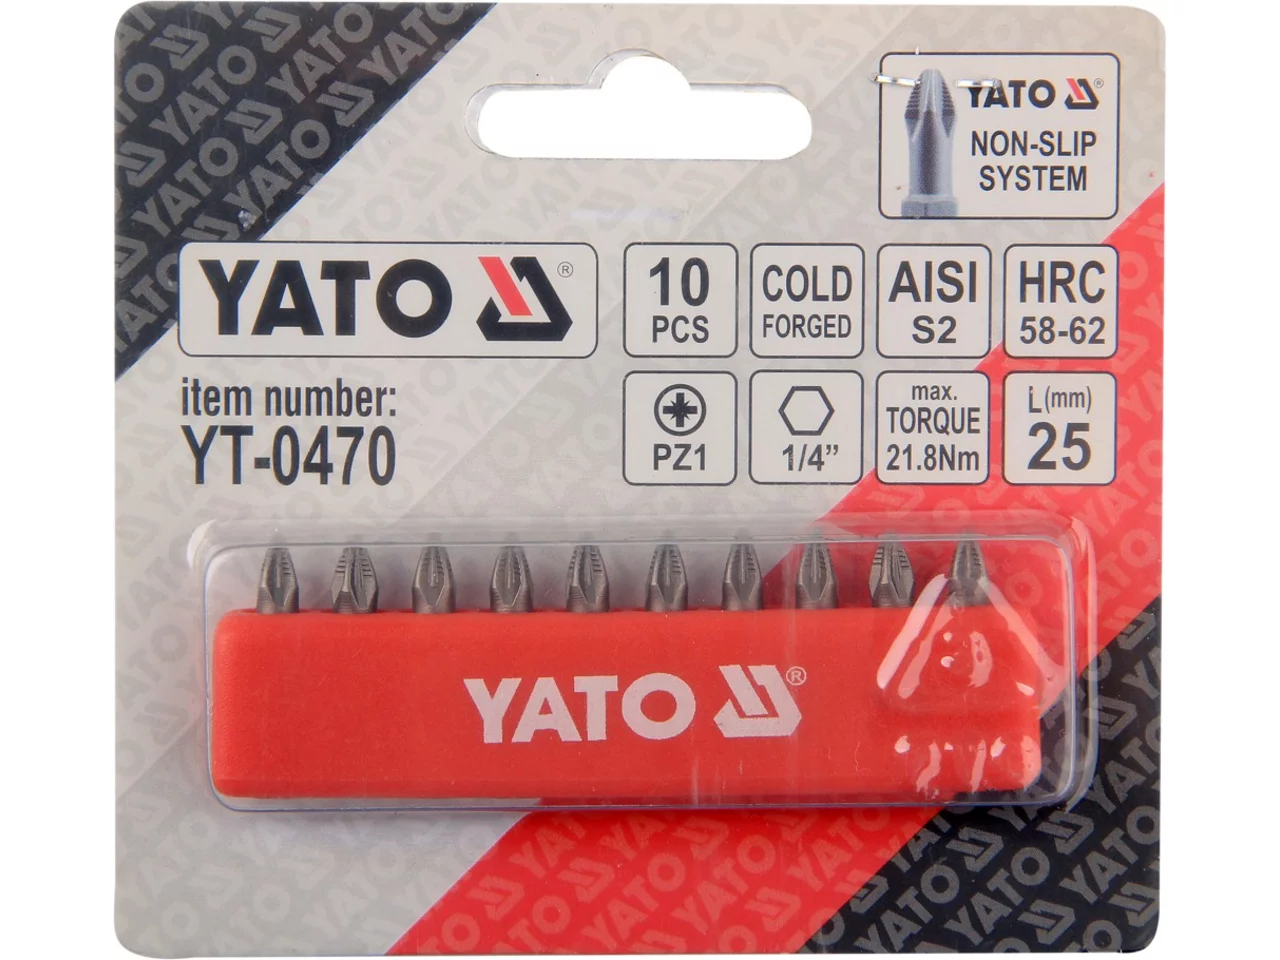 YATO ®
NON-SLIP
SYSTEM
YATO ®
10
PCS
COLD
FORGED
AISI
S2
HRC
58-62
item number:
YT-0470
PZ1
1/4”
max.
TORQUE
21.8Nm
L(mm)
25
YATO ®